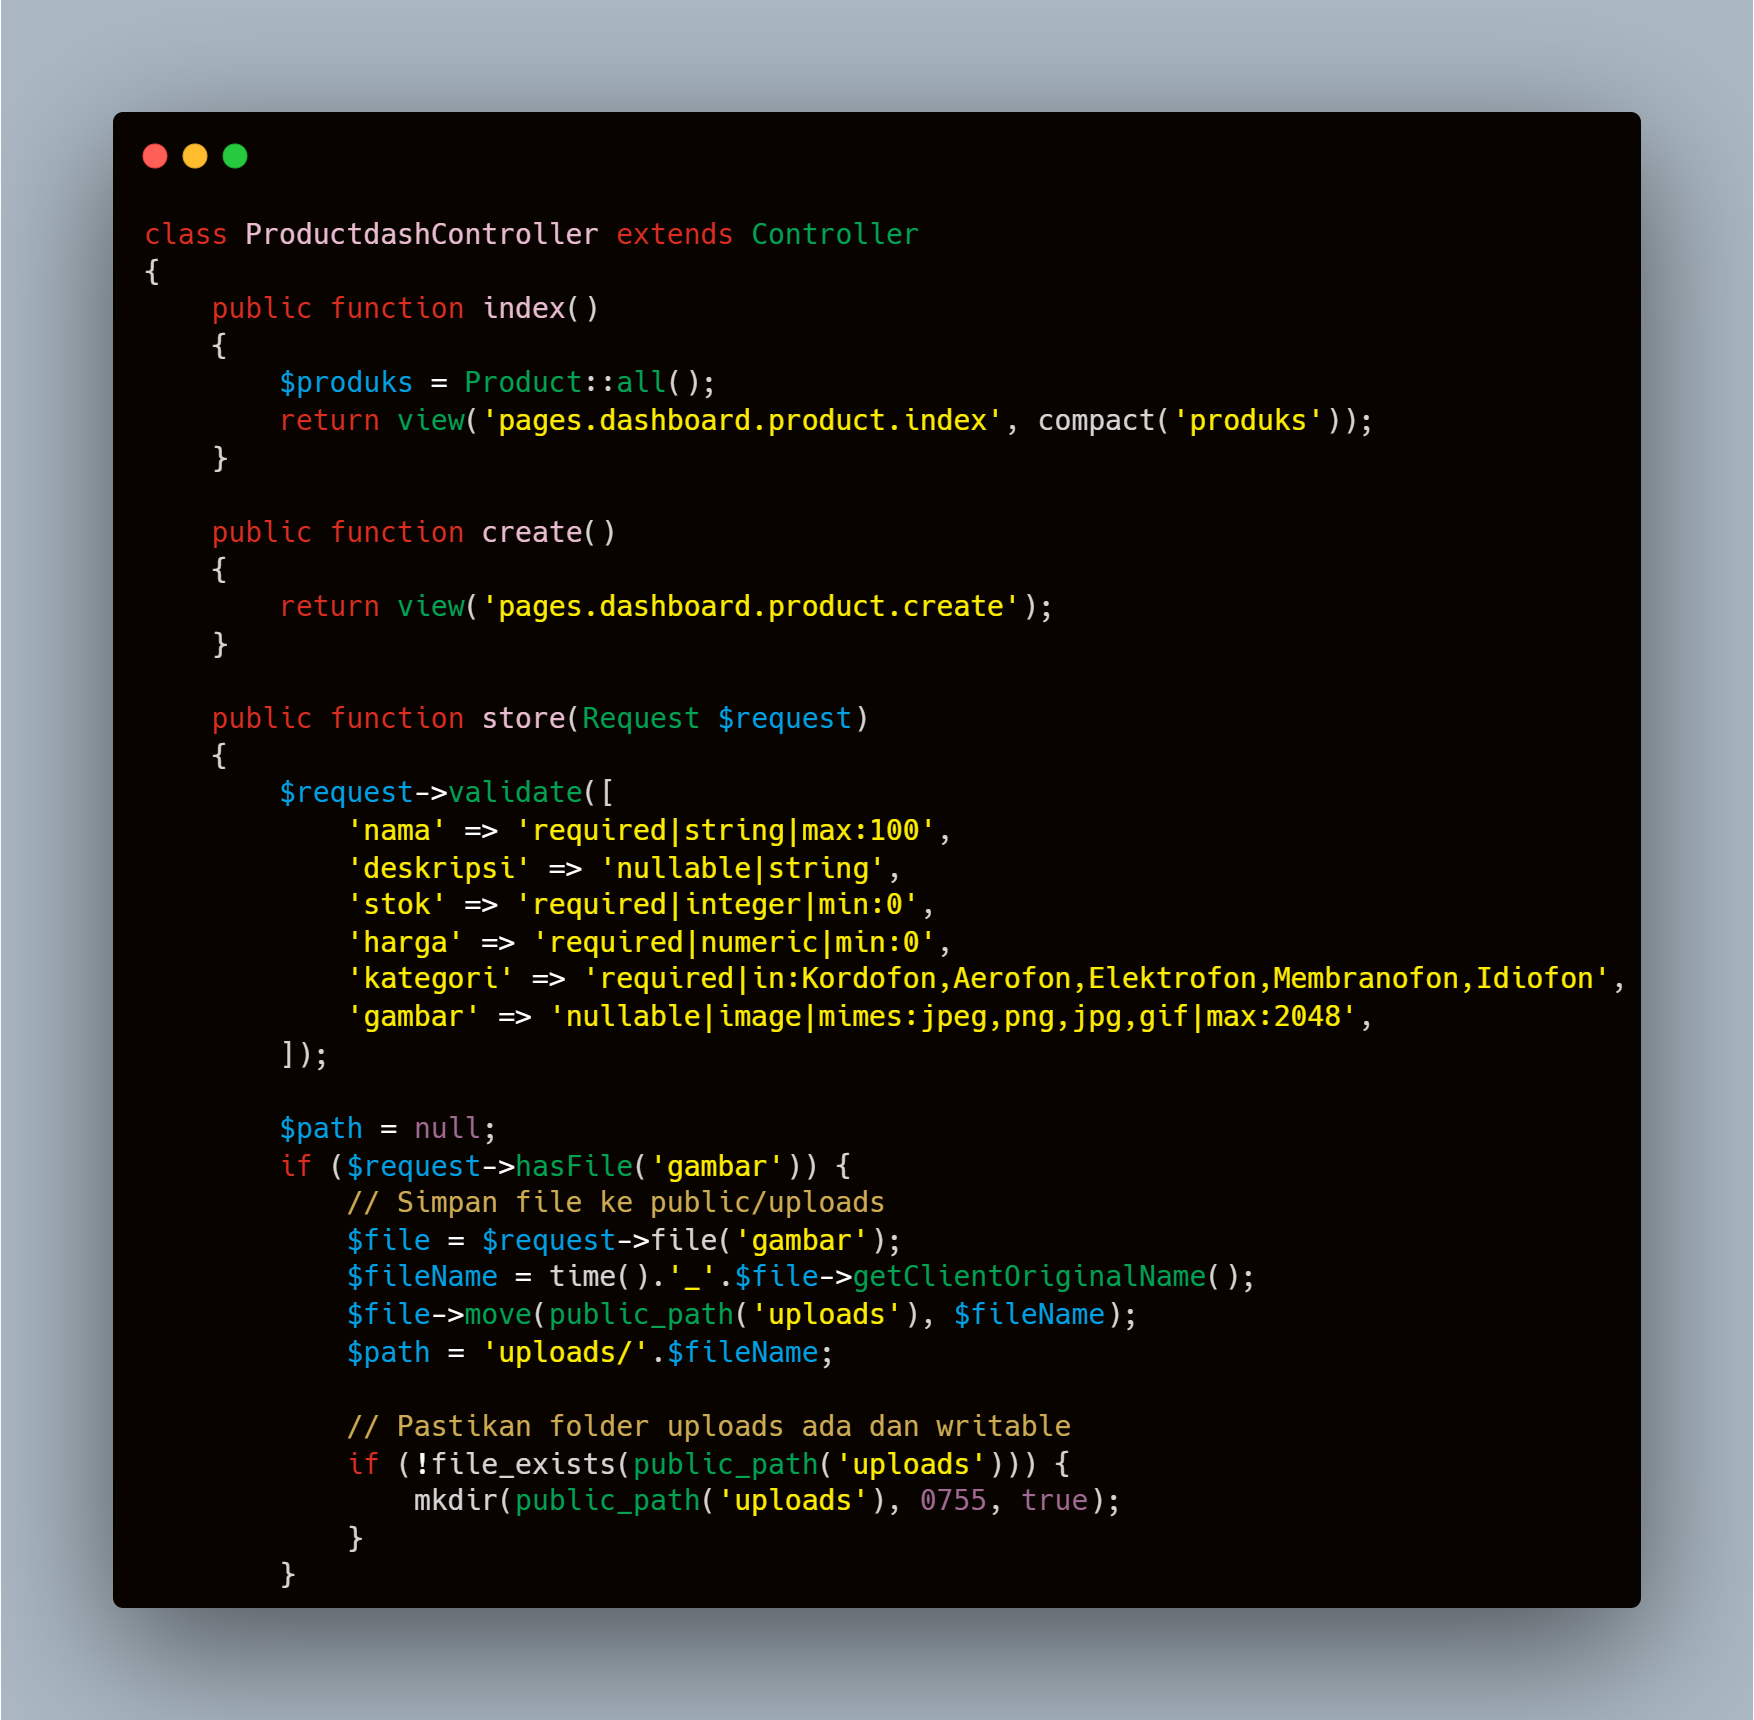 class ProductdashController extends Controller
{
    public function index()
    {
        $produks = Product::all();
        return view('pages.dashboard.product.index', compact('produks'));
    }

    public function create()
    {
        return view('pages.dashboard.product.create');
    }

    public function store(Request $request)
    {
        $request->validate([
            'nama' => 'required|string|max:100',
            'deskripsi' => 'nullable|string',
            'stok' => 'required|integer|min:0',
            'harga' => 'required|numeric|min:0',
            'kategori' => 'required|in:Kordofon,Aerofon,Elektrofon,Membranofon,Idiofon',
            'gambar' => 'nullable|image|mimes:jpeg,png,jpg,gif|max:2048',
        ]);

        $path = null;
        if ($request->hasFile('gambar')) {
            // Simpan file ke public/uploads
            $file = $request->file('gambar');
            $fileName = time().'_'.$file->getClientOriginalName();
            $file->move(public_path('uploads'), $fileName);
            $path = 'uploads/'.$fileName;

            // Pastikan folder uploads ada dan writable
            if (!file_exists(public_path('uploads'))) {
                mkdir(public_path('uploads'), 0755, true);
            }
        }